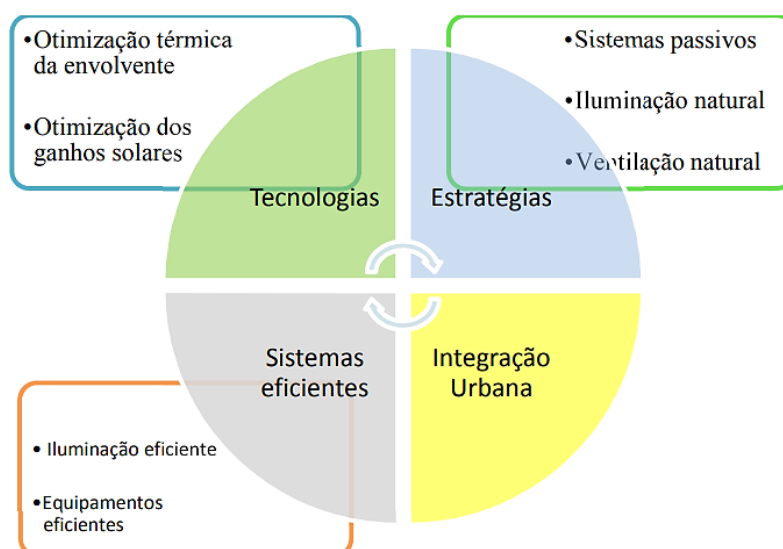 •Otimização térmica
da envolvente
•Otimização dos
ganhos solares
•Sistemas passivos
•Iluminação natural
•Ventilação natural
Tecnologias
Estratégias
Sistemas
eficientes
Integração
Urbana
• Iluminação eficiente
•Equipamentos
eficientes